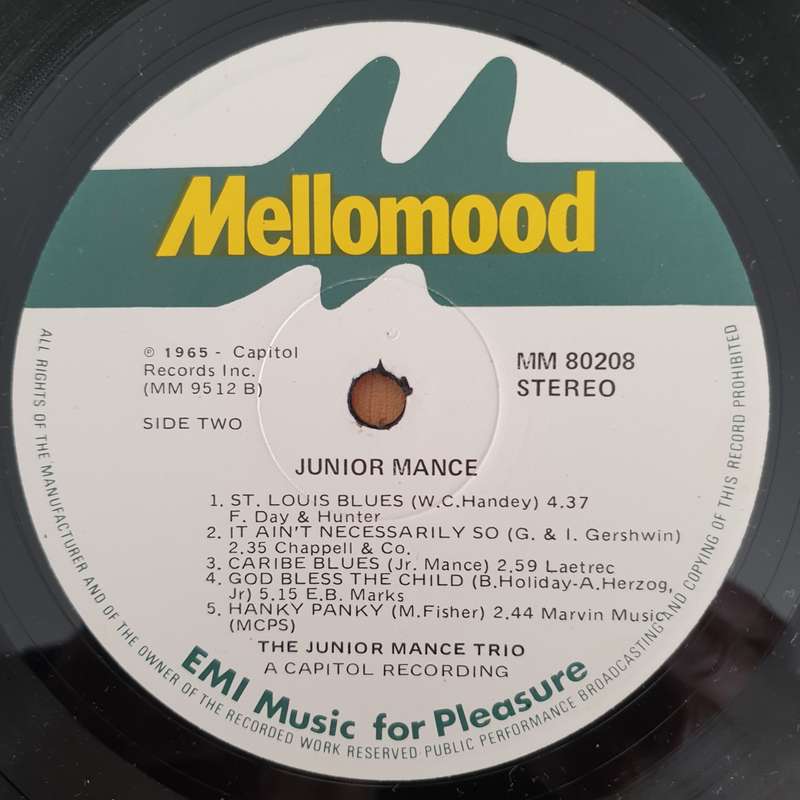 Mellomood
℗ 1965 - Capitol
Records Inc.
(MM 9512 B)
SIDE TWO
MM 80208
STEREO
JUNIOR MANCE
1. ST. LOUIS BLUES (W.C.Handey) 4.37
F. Day & Hunter
2. IT AIN'T NECESSARILY SO (G. & I. Gershwin)
2.35 Chappell & Co.
3. CARIBE BLUES (Jr. Mance) 2.59 Laetrec
4. GOD BLESS THE CHILD (B.Holiday-A.Herzog,
Jr) 5.15 E.B. Marks
5. HANKY PANKY (M.Fisher) 2.44 Marvin Music
(MCPS)
THE JUNIOR MANCE TRIO
A CAPITOL RECORDING
EMI Music for Pleasure
ALL RIGHTS OF THE MANUFACTURER AND OF THE OWNER OF THE RECORDED WORK RESERVED PUBLIC PERFORMANCE BROADCASTING AND COPYING OF THIS RECORD PROHIBITED